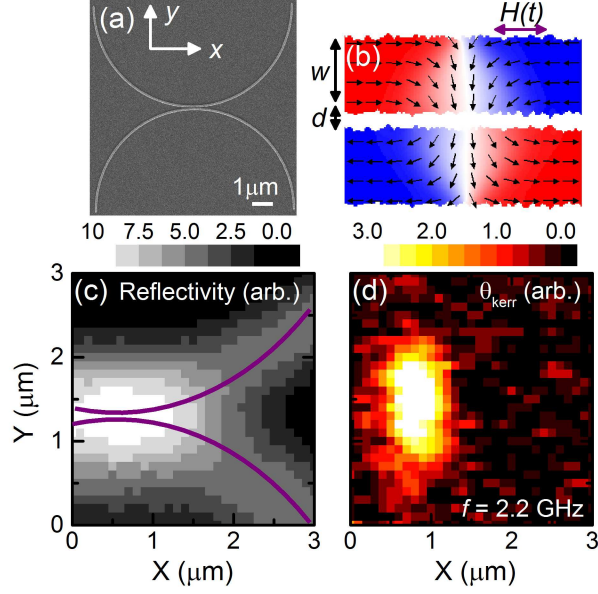 (a)
y
x
1μm
H(t)
(b)
w
d
10 7.5 5.0 2.5 0.0
3.0 2.0 1.0 0.0
(c) Reflectivity (arb.)
(d) θkerr (arb.)
3
2
1
0
Y (μm)
0 1 2 3
X (μm)
f = 2.2 GHz
0 1 2 3
X (μm)